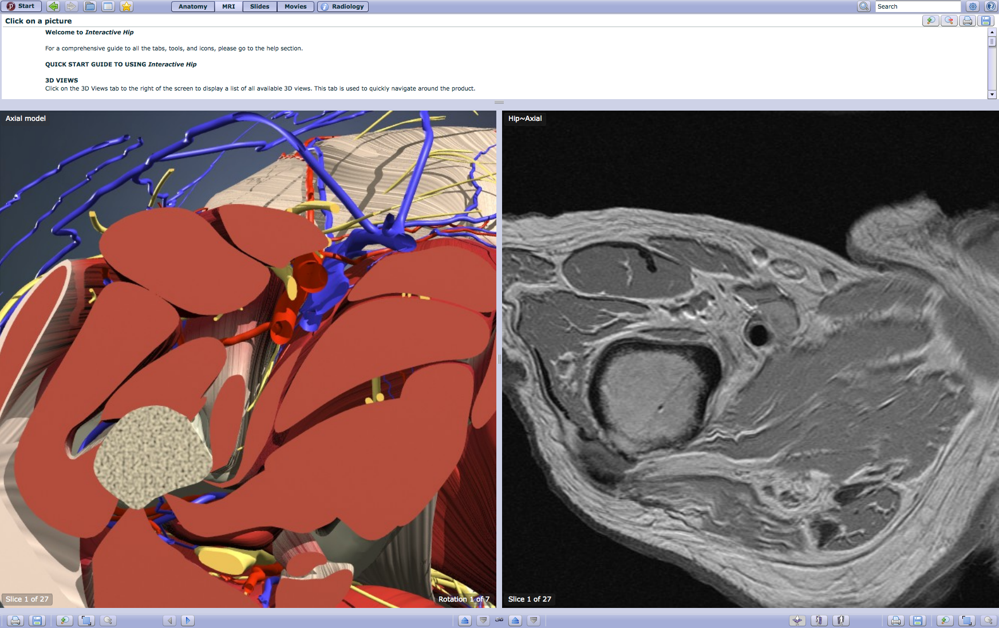 Start
Anatomy
MRI
Slides
Movies
Radiology
Search
Click on a picture
Welcome to Interactive Hip
For a comprehensive guide to all the tabs, tools, and icons, please go to the help section.
QUICK START GUIDE TO USING Interactive Hip
3D VIEWS
Click on the 3D Views tab to the right of the screen to display a list of all available 3D views. This tab is used to quickly navigate around the product.
Axial model
Hip~Axial
Slice 1 of 27
Rotation 1 of 7
Slice 1 of 27